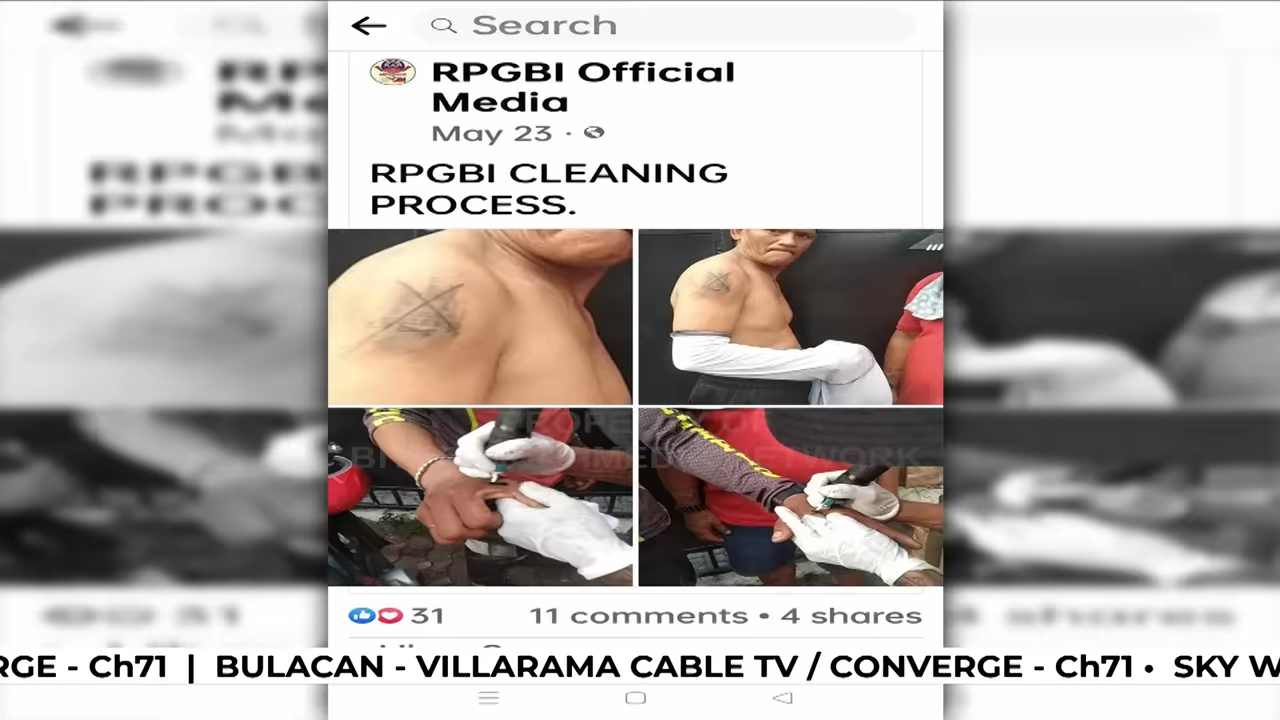 Search
RPGBI Official
Media
May 23 ·
RPGBI CLEANING
PROCESS.
31
11 comments • 4 shares
RGE - Ch71 | BULACAN - VILLARAMA CABLE TV / CONVERGE - Ch71 • SKY W